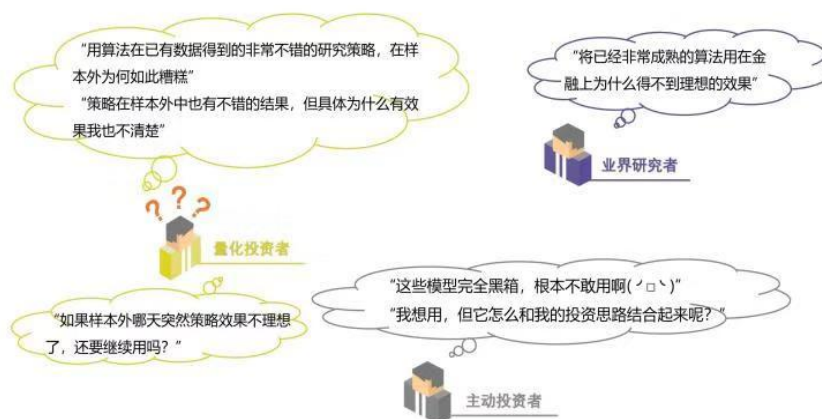 “用算法在已有数据得到的非常不错的研究策略，在样
本外为何如此糟糕”
“策略在样本外中也有不错的结果，但具体为什么有效
果我也不清楚”
“将已经非常成熟的算法用在金
融上为什么得不到理想的效果”
业界研究者
? ? ?
量化投资者
“如果样本外哪天突然策略效果不理想
了，还要继续用吗？”
“这些模型完全黑箱，根本不敢用啊(╯□╰)”
“我想用，但它怎么和我的投资思路结合起来呢？”
主动投资者